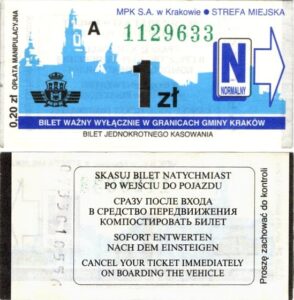 MPK S.A. w Krakowie ● STREFA MIEJSKA
0,20 zł OPŁATA MANIPULACYJNA
A
1129633
1 zł
N
NORMALNY
BILET WAŻNY WYŁĄCZNIE W GRANICACH GMINY KRAKÓW
BILET JEDNOKROTNEGO KASOWANIA
SKASUJ BILET NATYCHMIAST
PO WEJŚCIU DO POJAZDU
СРАЗУ ПОСЛЕ ВХОДА
В СРЕДСТВО ПЕРЕДВИЖЕНИЯ
КОМПОСТИРОВАТЬ БИЛЕТ
SOFORT ENTWERTEN
NACH DEM EINSTEIGEN
CANCEL YOUR TICKET IMMEDIATELY
ON BOARDING THE VEHICLE
Proszę zachować do kontroli